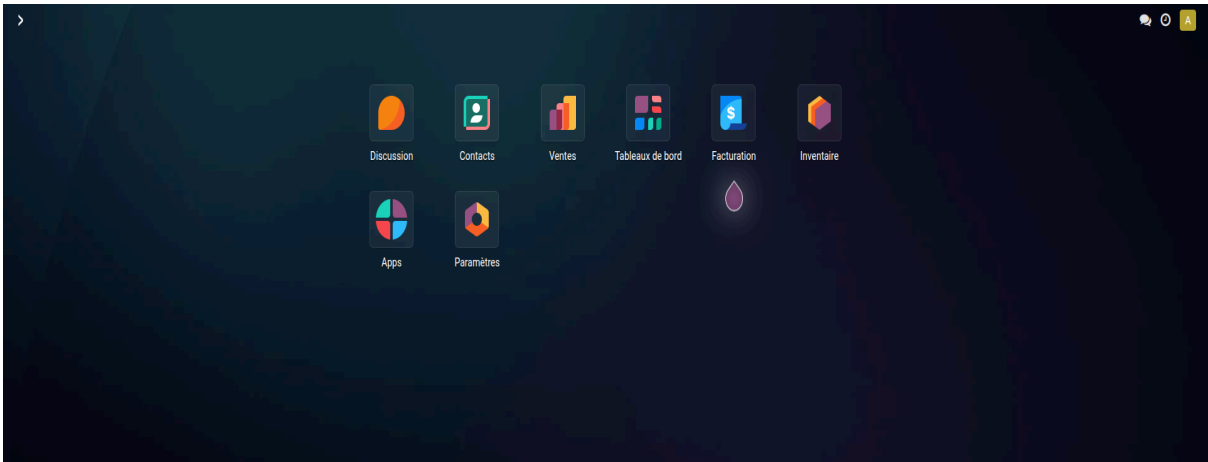 A
Discussion
Contacts
Ventes
Tableaux de bord
Facturation
Inventaire
Apps
Paramètres